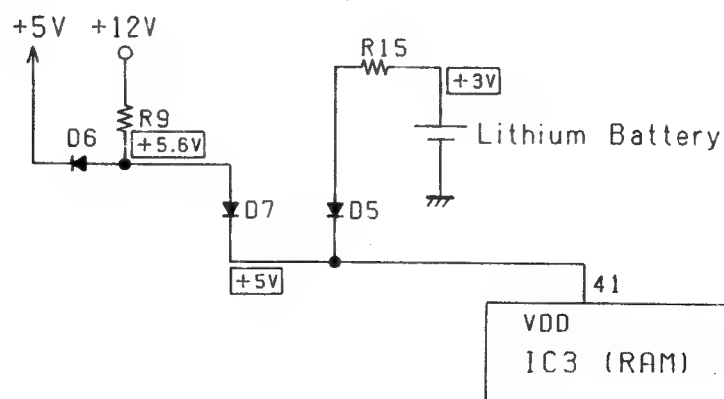 +5V +12V
R15
+3V
R9
D6
+5.6V
Lithium Battery
D7
D5
+5V
41
VDD
IC3 (RAM)